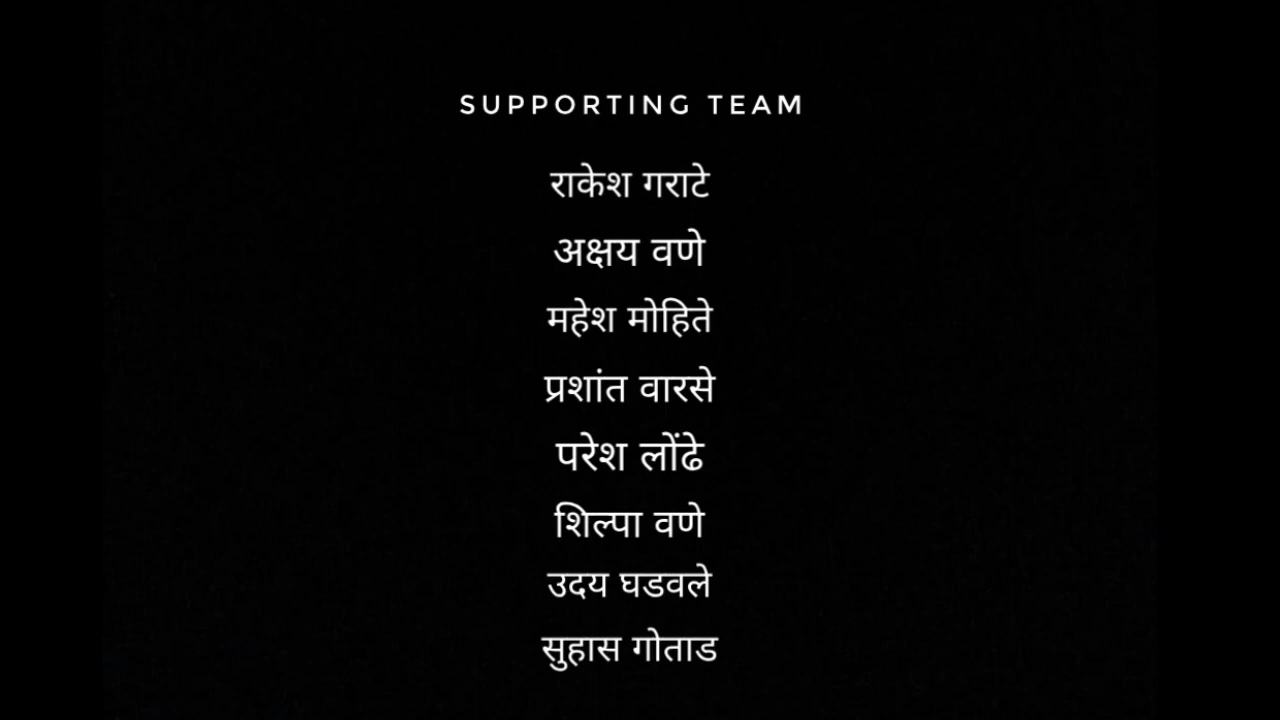 SUPPORTING TEAM
राकेश गराटे
अक्षय वणे
महेश मोहिते
प्रशांत वारसे
परेश लोंढे
शिल्पा वणे
उदय घडवले
सुहास गोताड